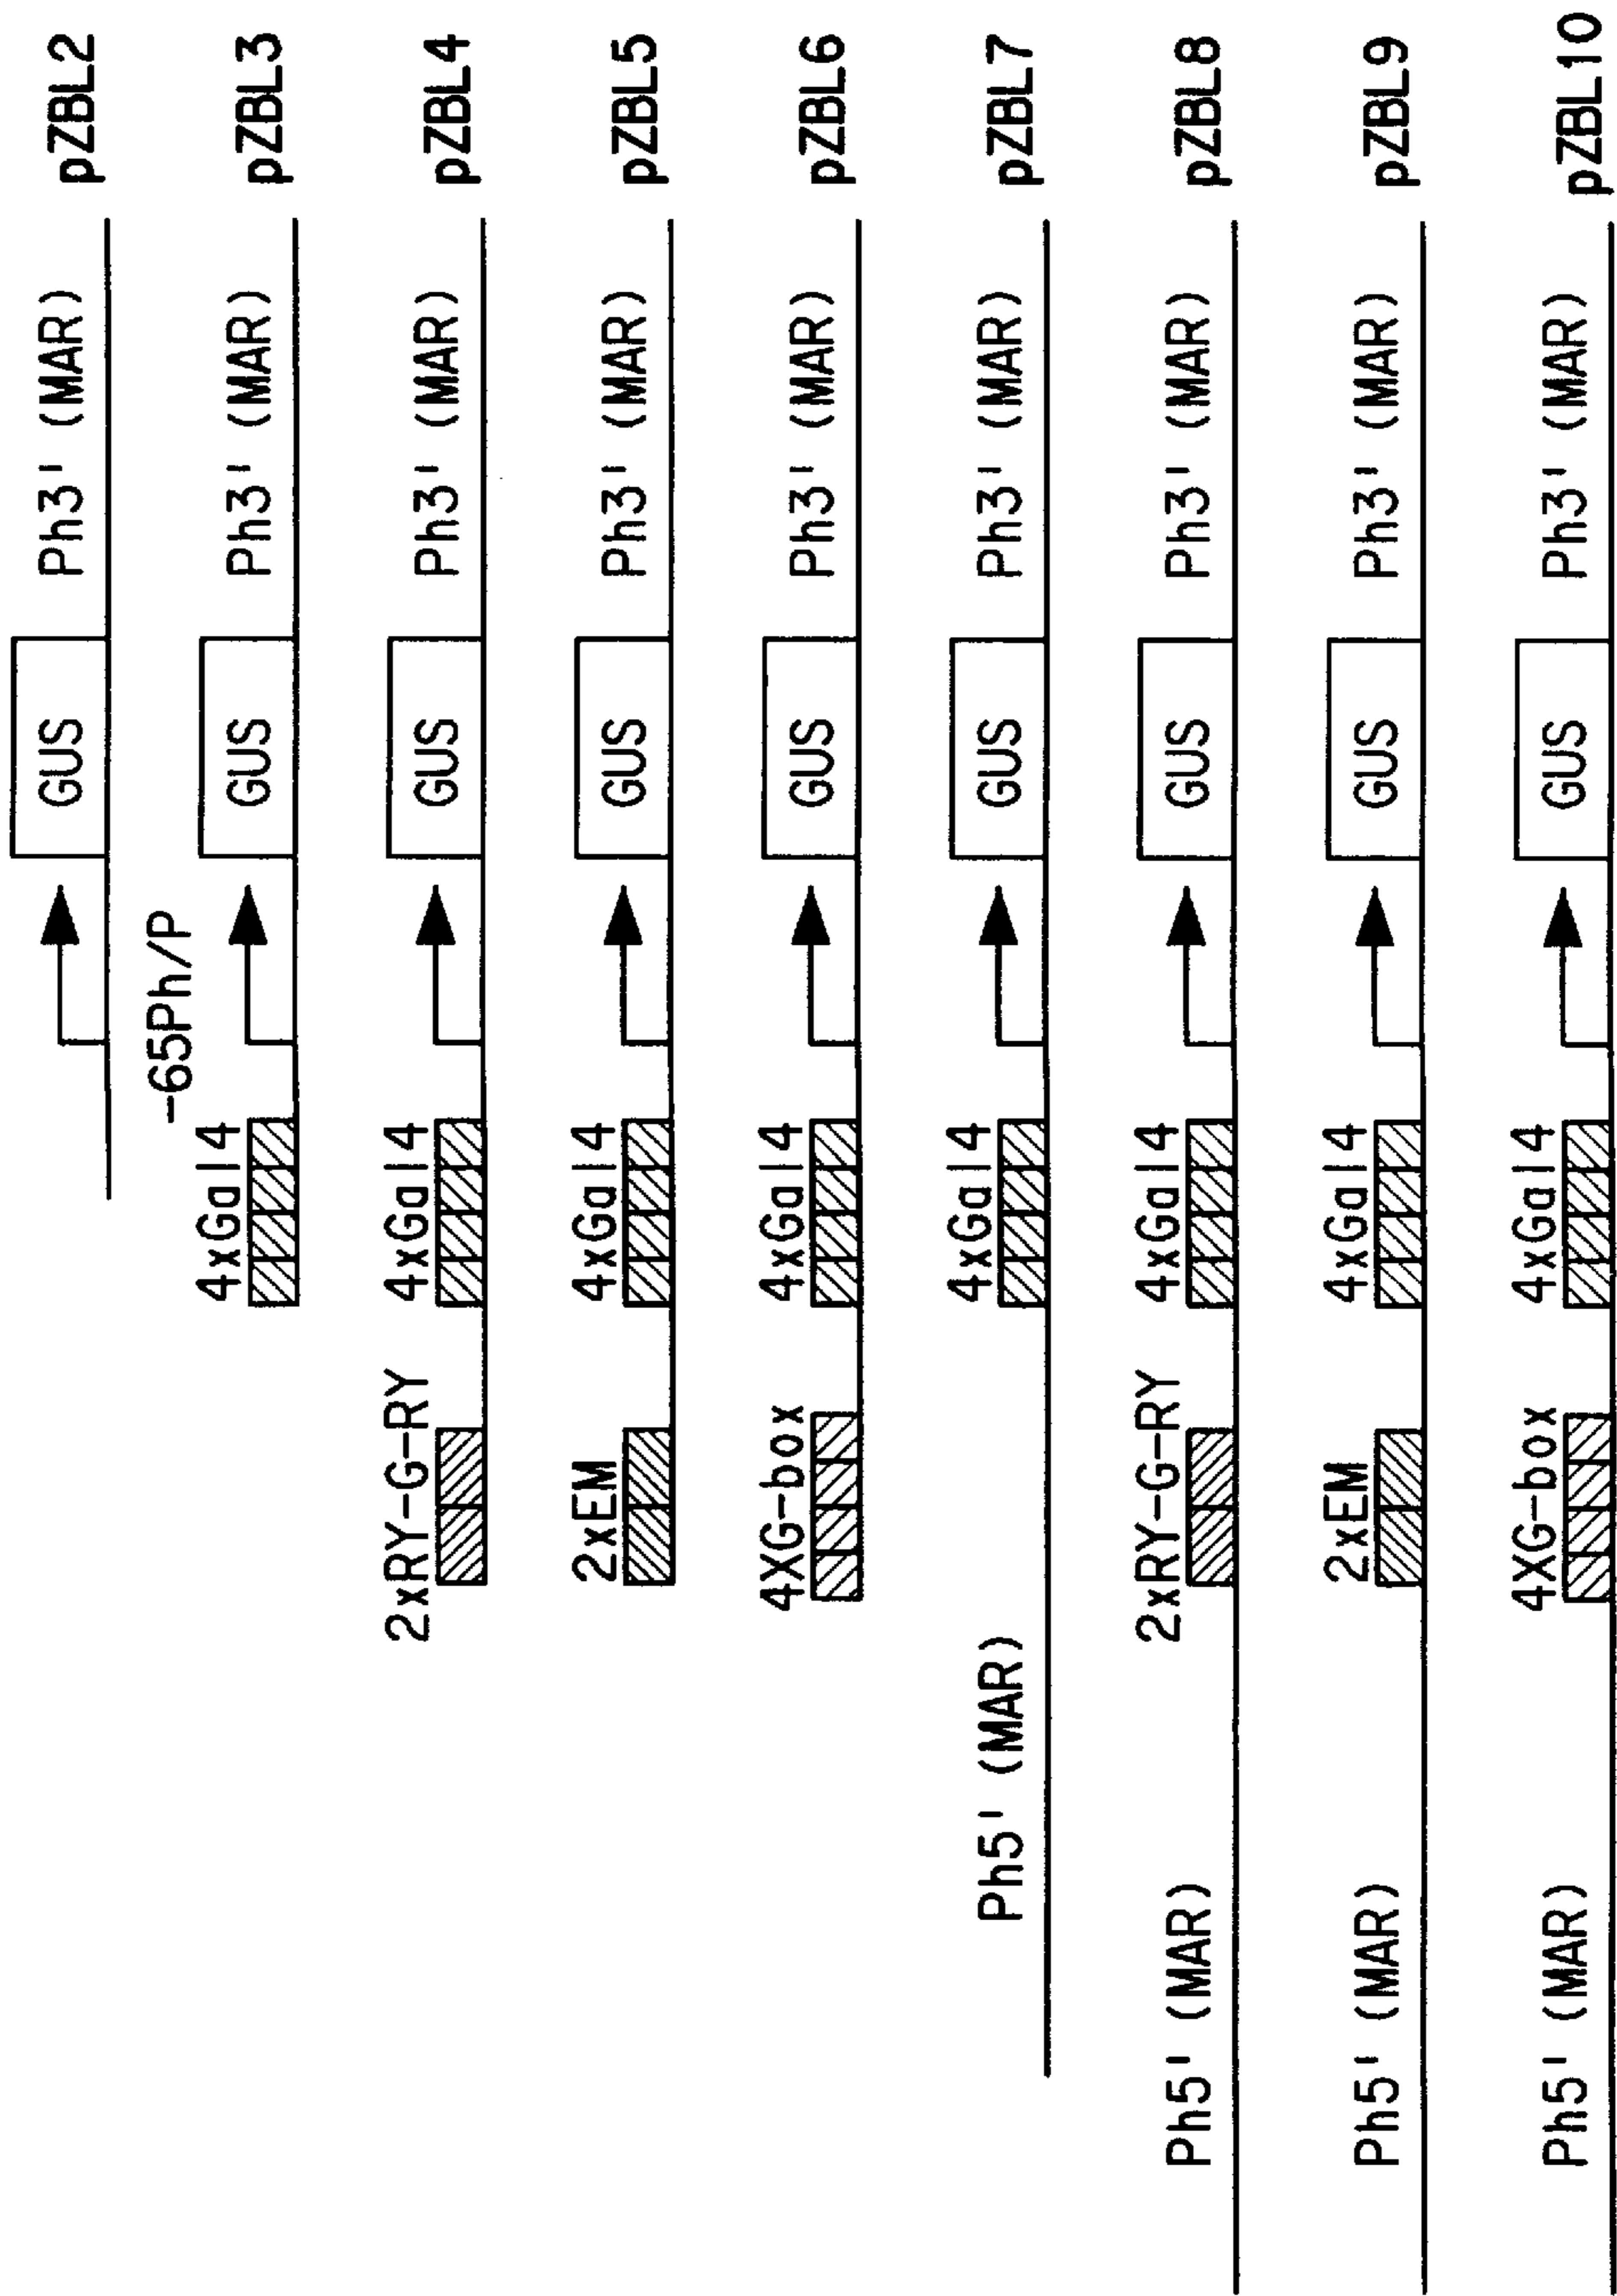 GUS Ph3' (MAR) pZBL2
-65Ph/P
4xGal4 GUS Ph3' (MAR) pZBL3
2xRY-G-RY 4xGal4 GUS Ph3' (MAR) pZBL4
2xEM 4xGal4 GUS Ph3' (MAR) pZBL5
4XG-box 4xGal4 GUS Ph3' (MAR) pZBL6
Ph5' (MAR) 4xGal4 GUS Ph3' (MAR) pZBL7
Ph5' (MAR) 2xRY-G-RY 4xGal4 GUS Ph3' (MAR) pZBL8
Ph5' (MAR) 2xEM 4xGal4 GUS Ph3' (MAR) pZBL9
Ph5' (MAR) 4XG-box 4xGal4 GUS Ph3' (MAR) pZBL10